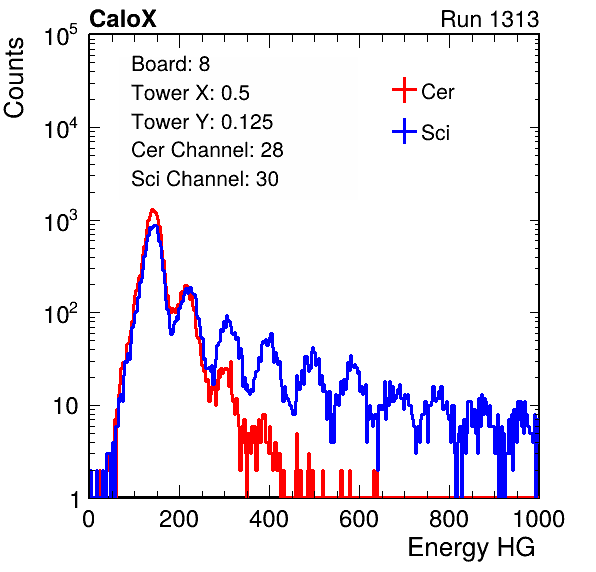 CaloX Run 1313
Counts
10^5
10^4
10^3
10^2
10
1
Board: 8
Tower X: 0.5
Tower Y: 0.125
Cer Channel: 28
Sci Channel: 30
Cer
Sci
0 200 400 600 800 1000
Energy HG